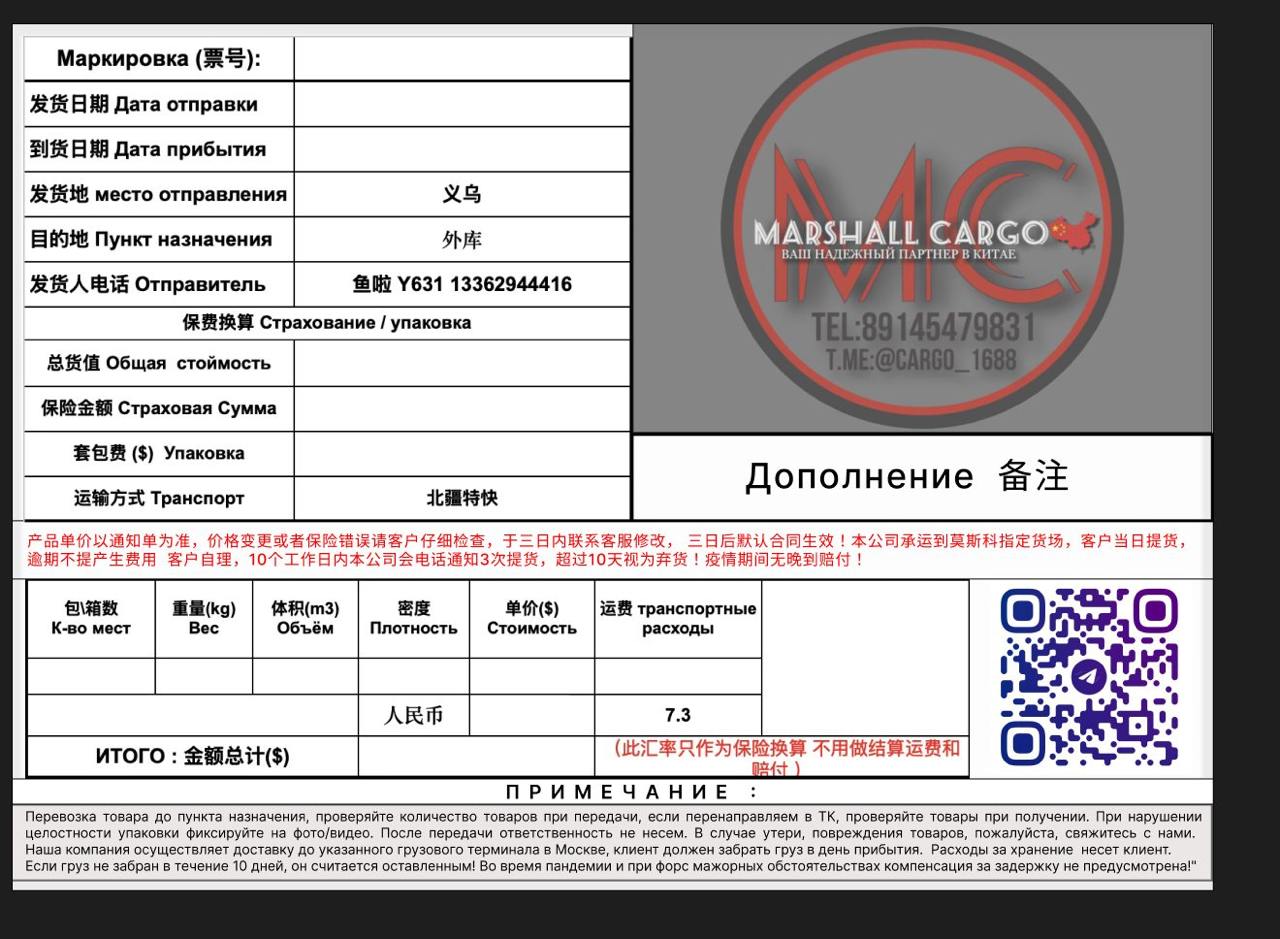 Маркировка (票号):
发货日期 Дата отправки
到货日期 Дата прибытия
发货地 место отправления
义乌
目的地 Пункт назначения
外库
发货人电话 Отправитель
鱼啦 Y631 13362944416
保费换算 Страхование / упаковка
总货值 Общая стоймость
保险金额 Страховая Сумма
套包费 ($) Упаковка
运输方式 Транспорт
北疆特快
MC
MARSHALL CARGO
ВАШ НАДЕЖНЫЙ ПАРТНЕР В КИТАЕ
TEL:89145479831
T.ME:@CARGO_1688
Дополнение 备注
产品单价以通知单为准，价格变更或者保险错误请客户仔细检查，于三日内联系客服修改， 三日后默认合同生效！本公司承运到莫斯科指定货场，客户当日提货，
逾期不提产生费用 客户自理，10个工作日内本公司会电话通知3次提货，超过10天视为弃货！疫情期间无晚到赔付！
包\箱数
К-во мест
重量(kg)
Вес
体积(m3)
Объём
密度
Плотность
单价($)
Стоимость
运费 транспортные
расходы
人民币
7.3
ИТОГО : 金额总计($)
（此汇率只作为保险换算 不用做结算运费和
赔付 ）
ПРИМЕЧАНИЕ :
Перевозка товара до пункта назначения, проверяйте количество товаров при передачи, если перенаправляем в ТК, проверяйте товары при получении. При нарушении
целостности упаковки фиксируйте на фото/видео. После передачи ответственность не несем. В случае утери, повреждения товаров, пожалуйста, свяжитесь с нами.
Наша компания осуществляет доставку до указанного грузового терминала в Москве, клиент должен забрать груз в день прибытия. Расходы за хранение несет клиент.
Если груз не забран в течение 10 дней, он считается оставленным! Во время пандемии и при форс мажорных обстоятельствах компенсация за задержку не предусмотрена!"